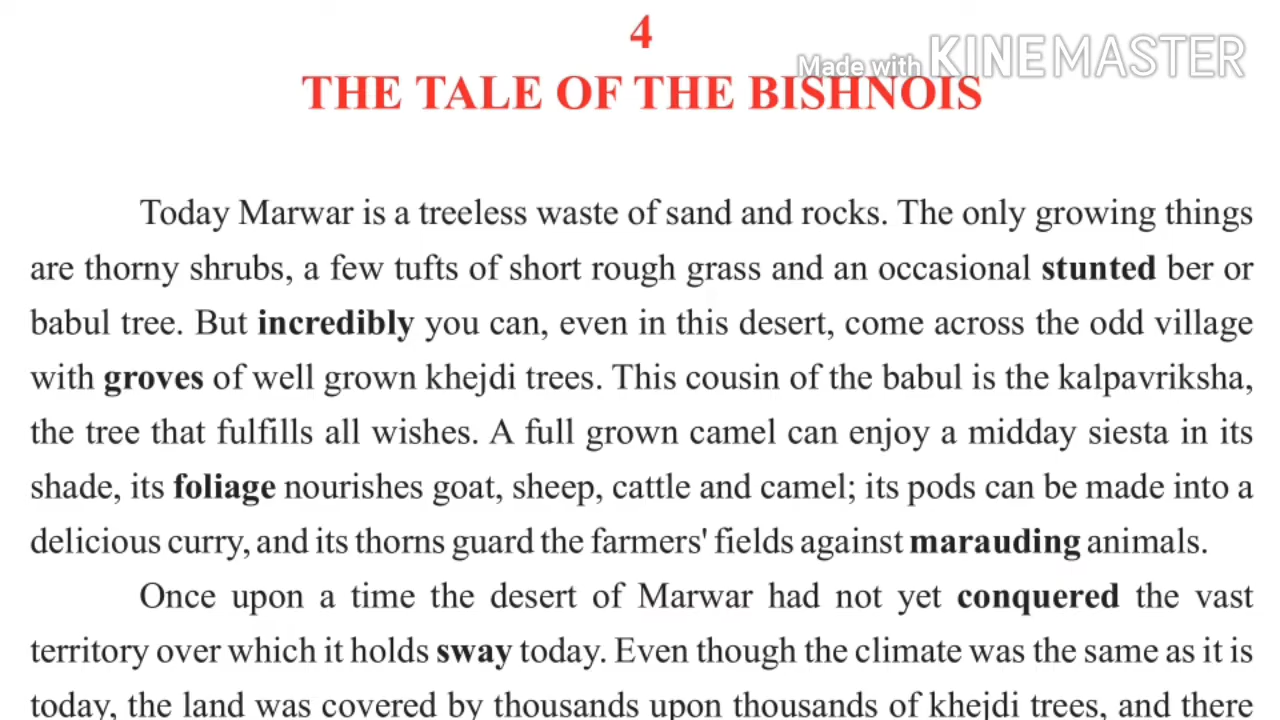 4
Made with KINEMASTER
THE TALE OF THE BISHNOIS
Today Marwar is a treeless waste of sand and rocks. The only growing things
are thorny shrubs, a few tufts of short rough grass and an occasional stunted ber or
babul tree. But incredibly you can, even in this desert, come across the odd village
with groves of well grown khejdi trees. This cousin of the babul is the kalpavriksha,
the tree that fulfills all wishes. A full grown camel can enjoy a midday siesta in its
shade, its foliage nourishes goat, sheep, cattle and camel; its pods can be made into a
delicious curry, and its thorns guard the farmers' fields against marauding animals.
Once upon a time the desert of Marwar had not yet conquered the vast
territory over which it holds sway today. Even though the climate was the same as it is
today, the land was covered by thousands upon thousands of khejdi trees, and there